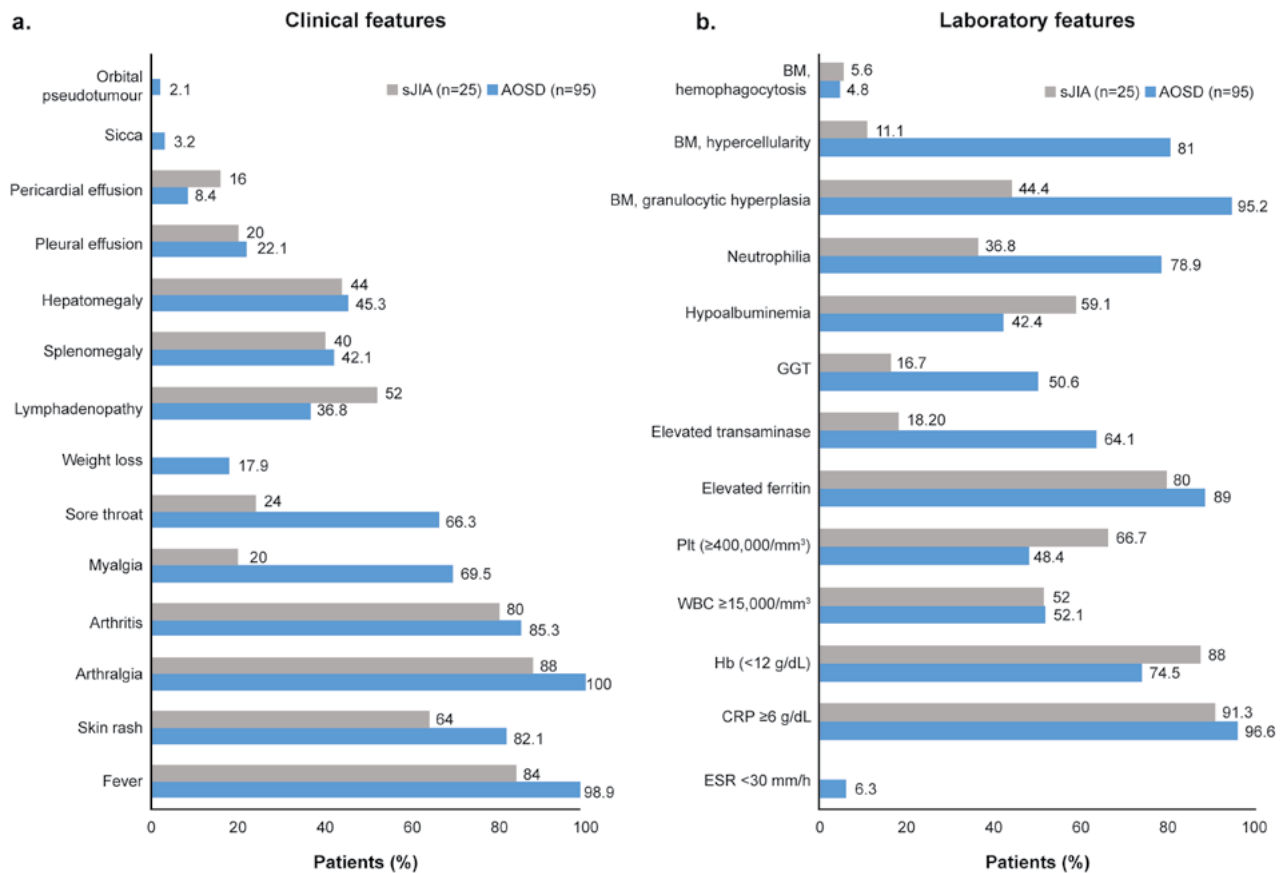 a.
Clinical features
sJIA (n=25) AOSD (n=95)
Orbital
pseudotumour
2.1
Sicca
3.2
Pericardial effusion
16
8.4
Pleural effusion
20
22.1
Hepatomegaly
44
45.3
Splenomegaly
40
42.1
Lymphadenopathy
52
36.8
Weight loss
17.9
Sore throat
24
66.3
Myalgia
20
69.5
Arthritis
80
85.3
Arthralgia
88
100
Skin rash
64
82.1
Fever
84
98.9
0 20 40 60 80 100
Patients (%)
b.
Laboratory features
sJIA (n=25) AOSD (n=95)
BM,
hemophagocytosis
5.6
4.8
BM, hypercellularity
11.1
81
BM, granulocytic hyperplasia
44.4
95.2
Neutrophilia
36.8
78.9
Hypoalbuminemia
59.1
42.4
GGT
16.7
50.6
Elevated transaminase
18.20
64.1
Elevated ferritin
80
89
Plt (≥400,000/mm³)
66.7
48.4
WBC ≥15,000/mm³
52
52.1
Hb (<12 g/dL)
88
74.5
CRP ≥6 g/dL
91.3
96.6
ESR <30 mm/h
6.3
0 20 40 60 80 100
Patients (%)